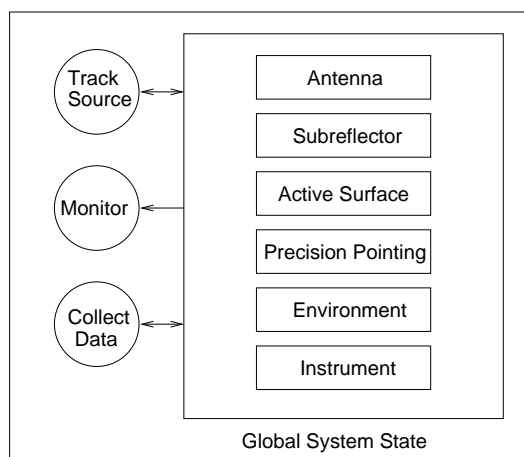 Track
Source
Monitor
Collect
Data
Antenna
Subreflector
Active Surface
Precision Pointing
Environment
Instrument
Global System State